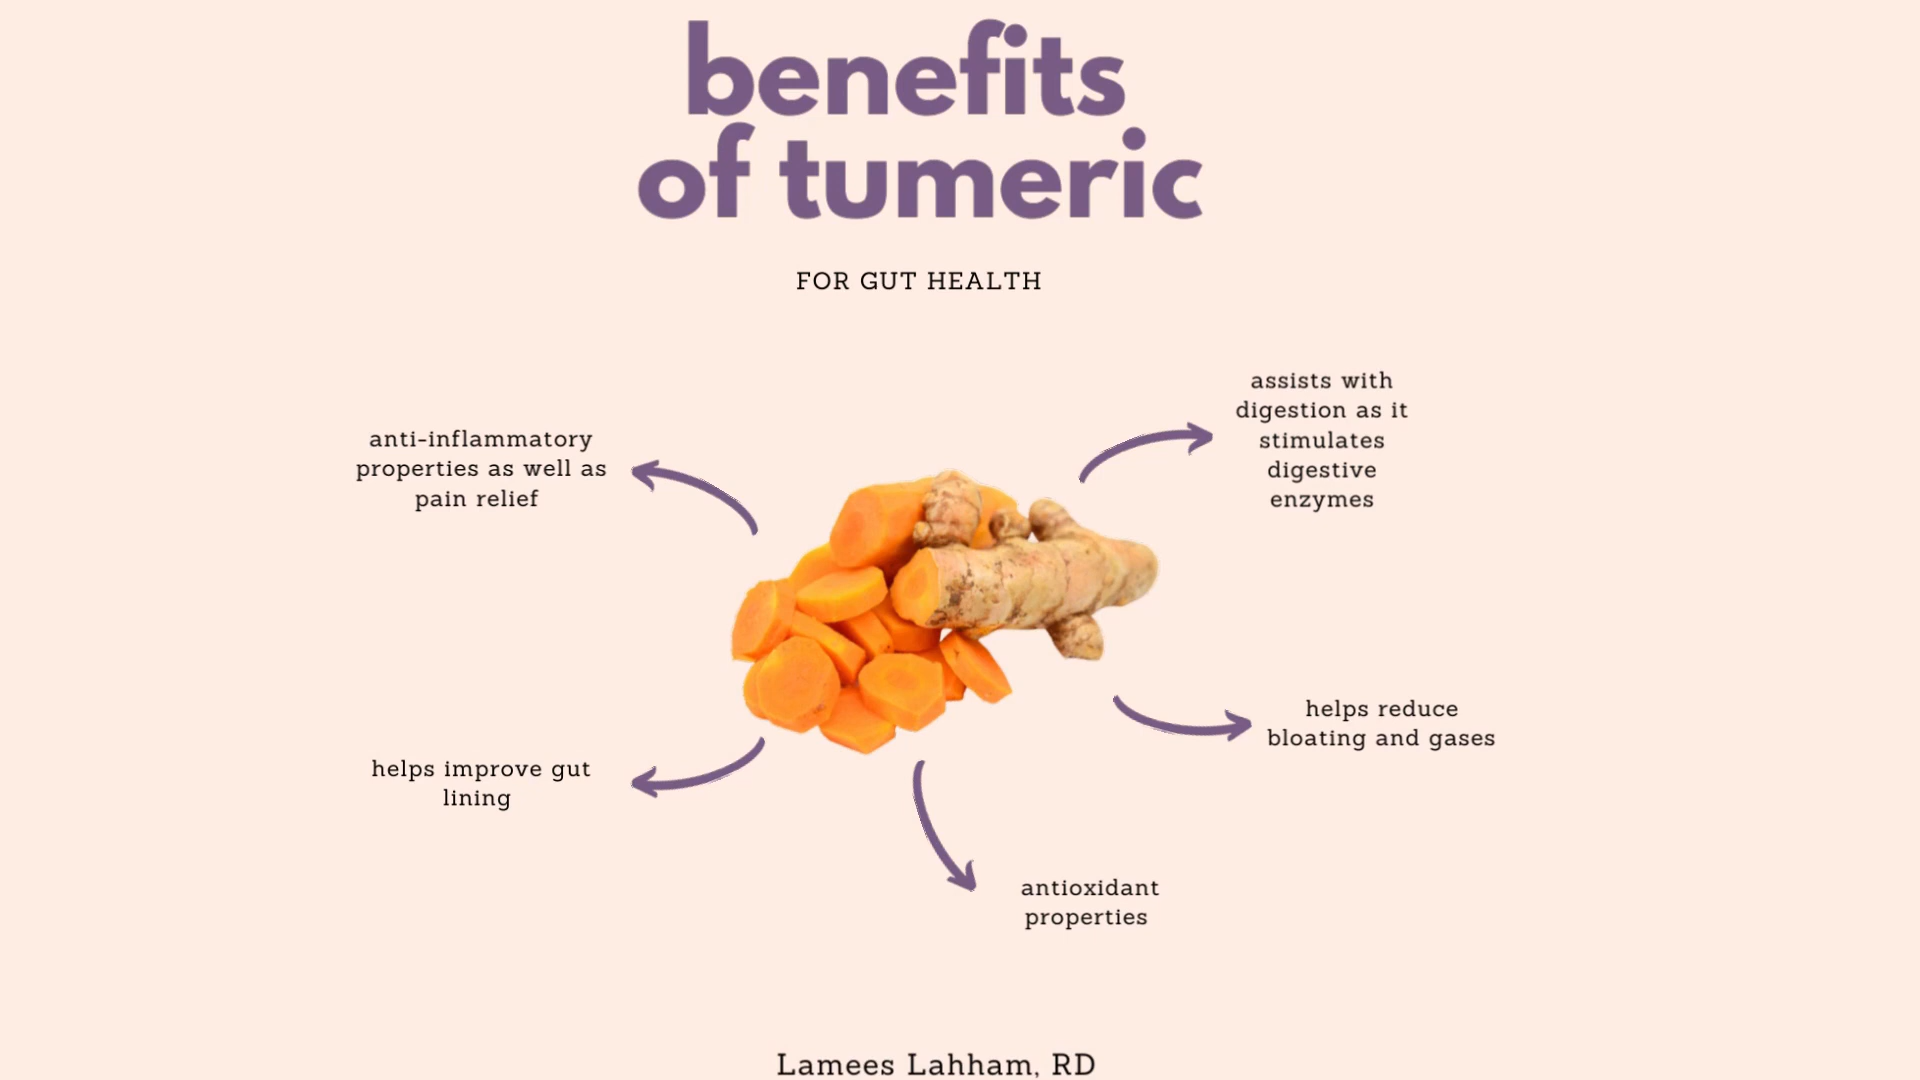 benefits
of tumeric
FOR GUT HEALTH
anti-inflammatory
properties as well as
pain relief
assists with
digestion as it
stimulates
digestive
enzymes
helps improve gut
lining
helps reduce
bloating and gases
antioxidant
properties
Lamees Lahham, RD